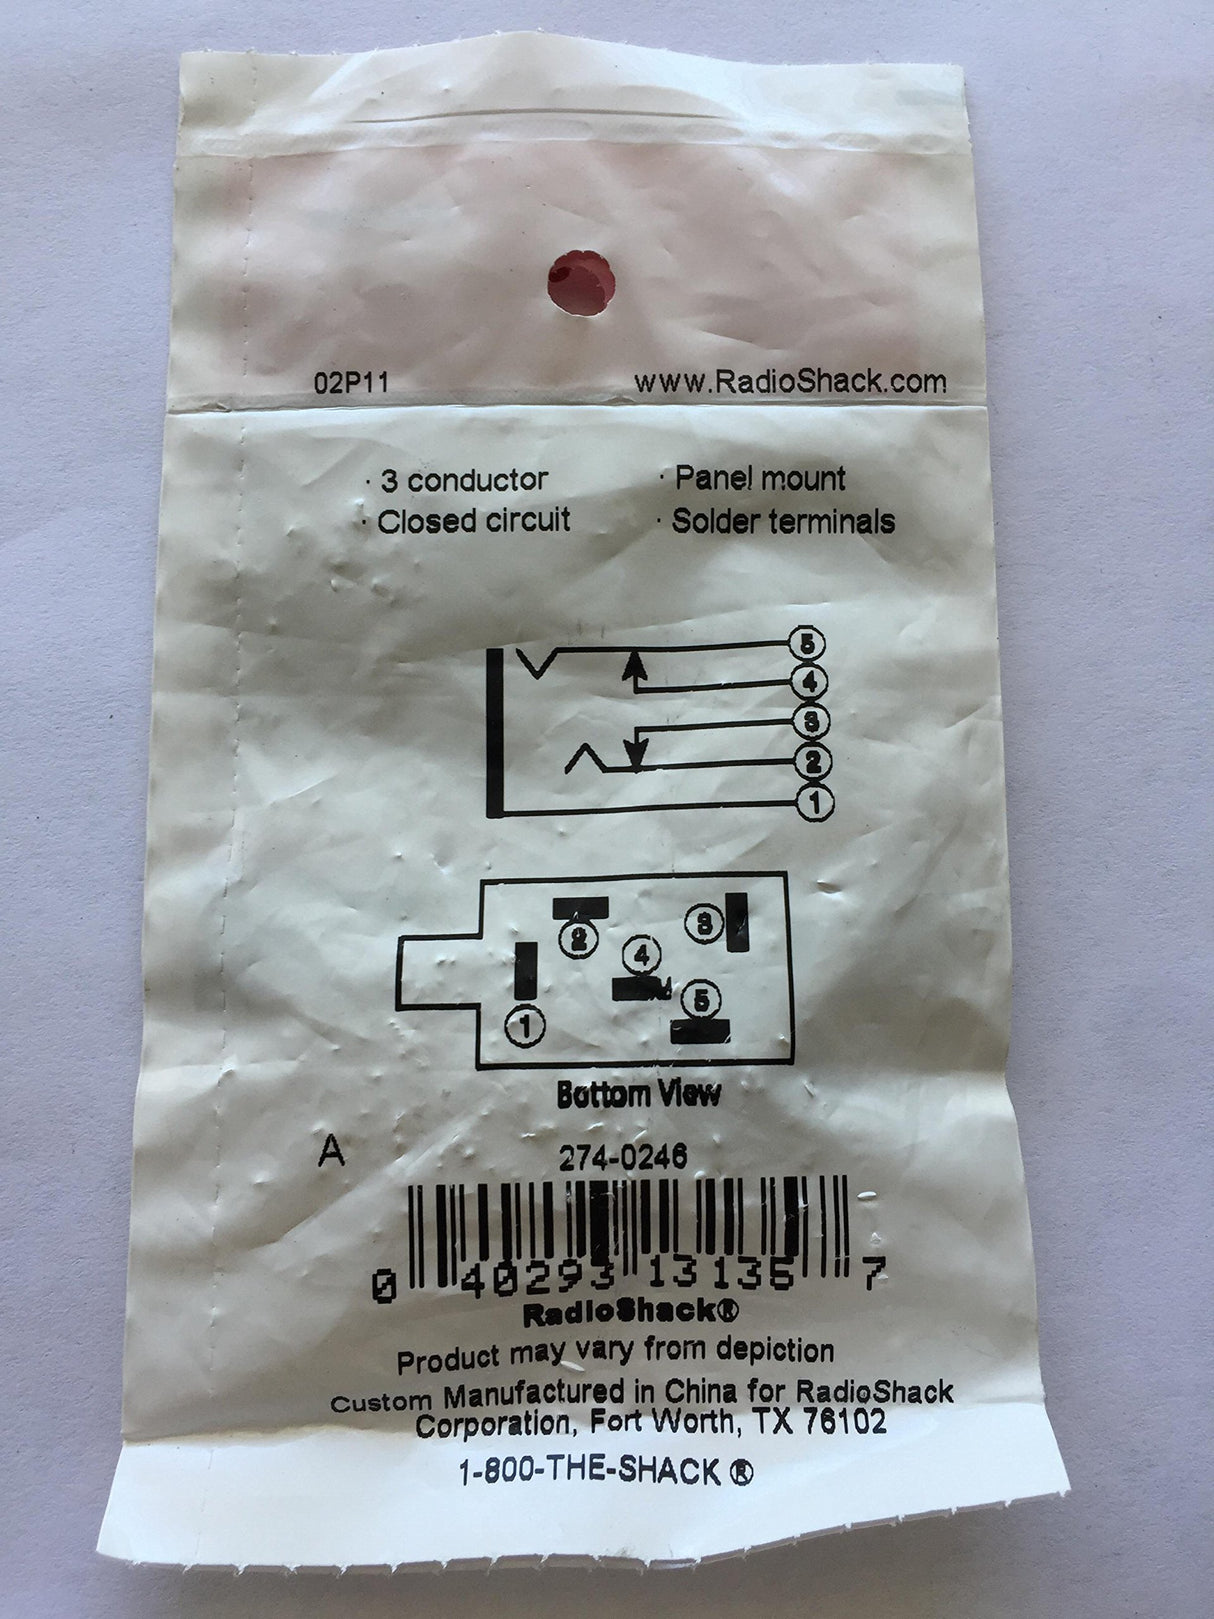 02P11 www.RadioShack.com
· 3 conductor · Panel mount
· Closed circuit · Solder terminals
5
4
3
2
1
2 3
4
5
1
Bottom View
A 274-0246
0 40293 13135 7
RadioShack®
Product may vary from depiction
Custom Manufactured in China for RadioShack
Corporation, Fort Worth, TX 76102
1-800-THE-SHACK ®